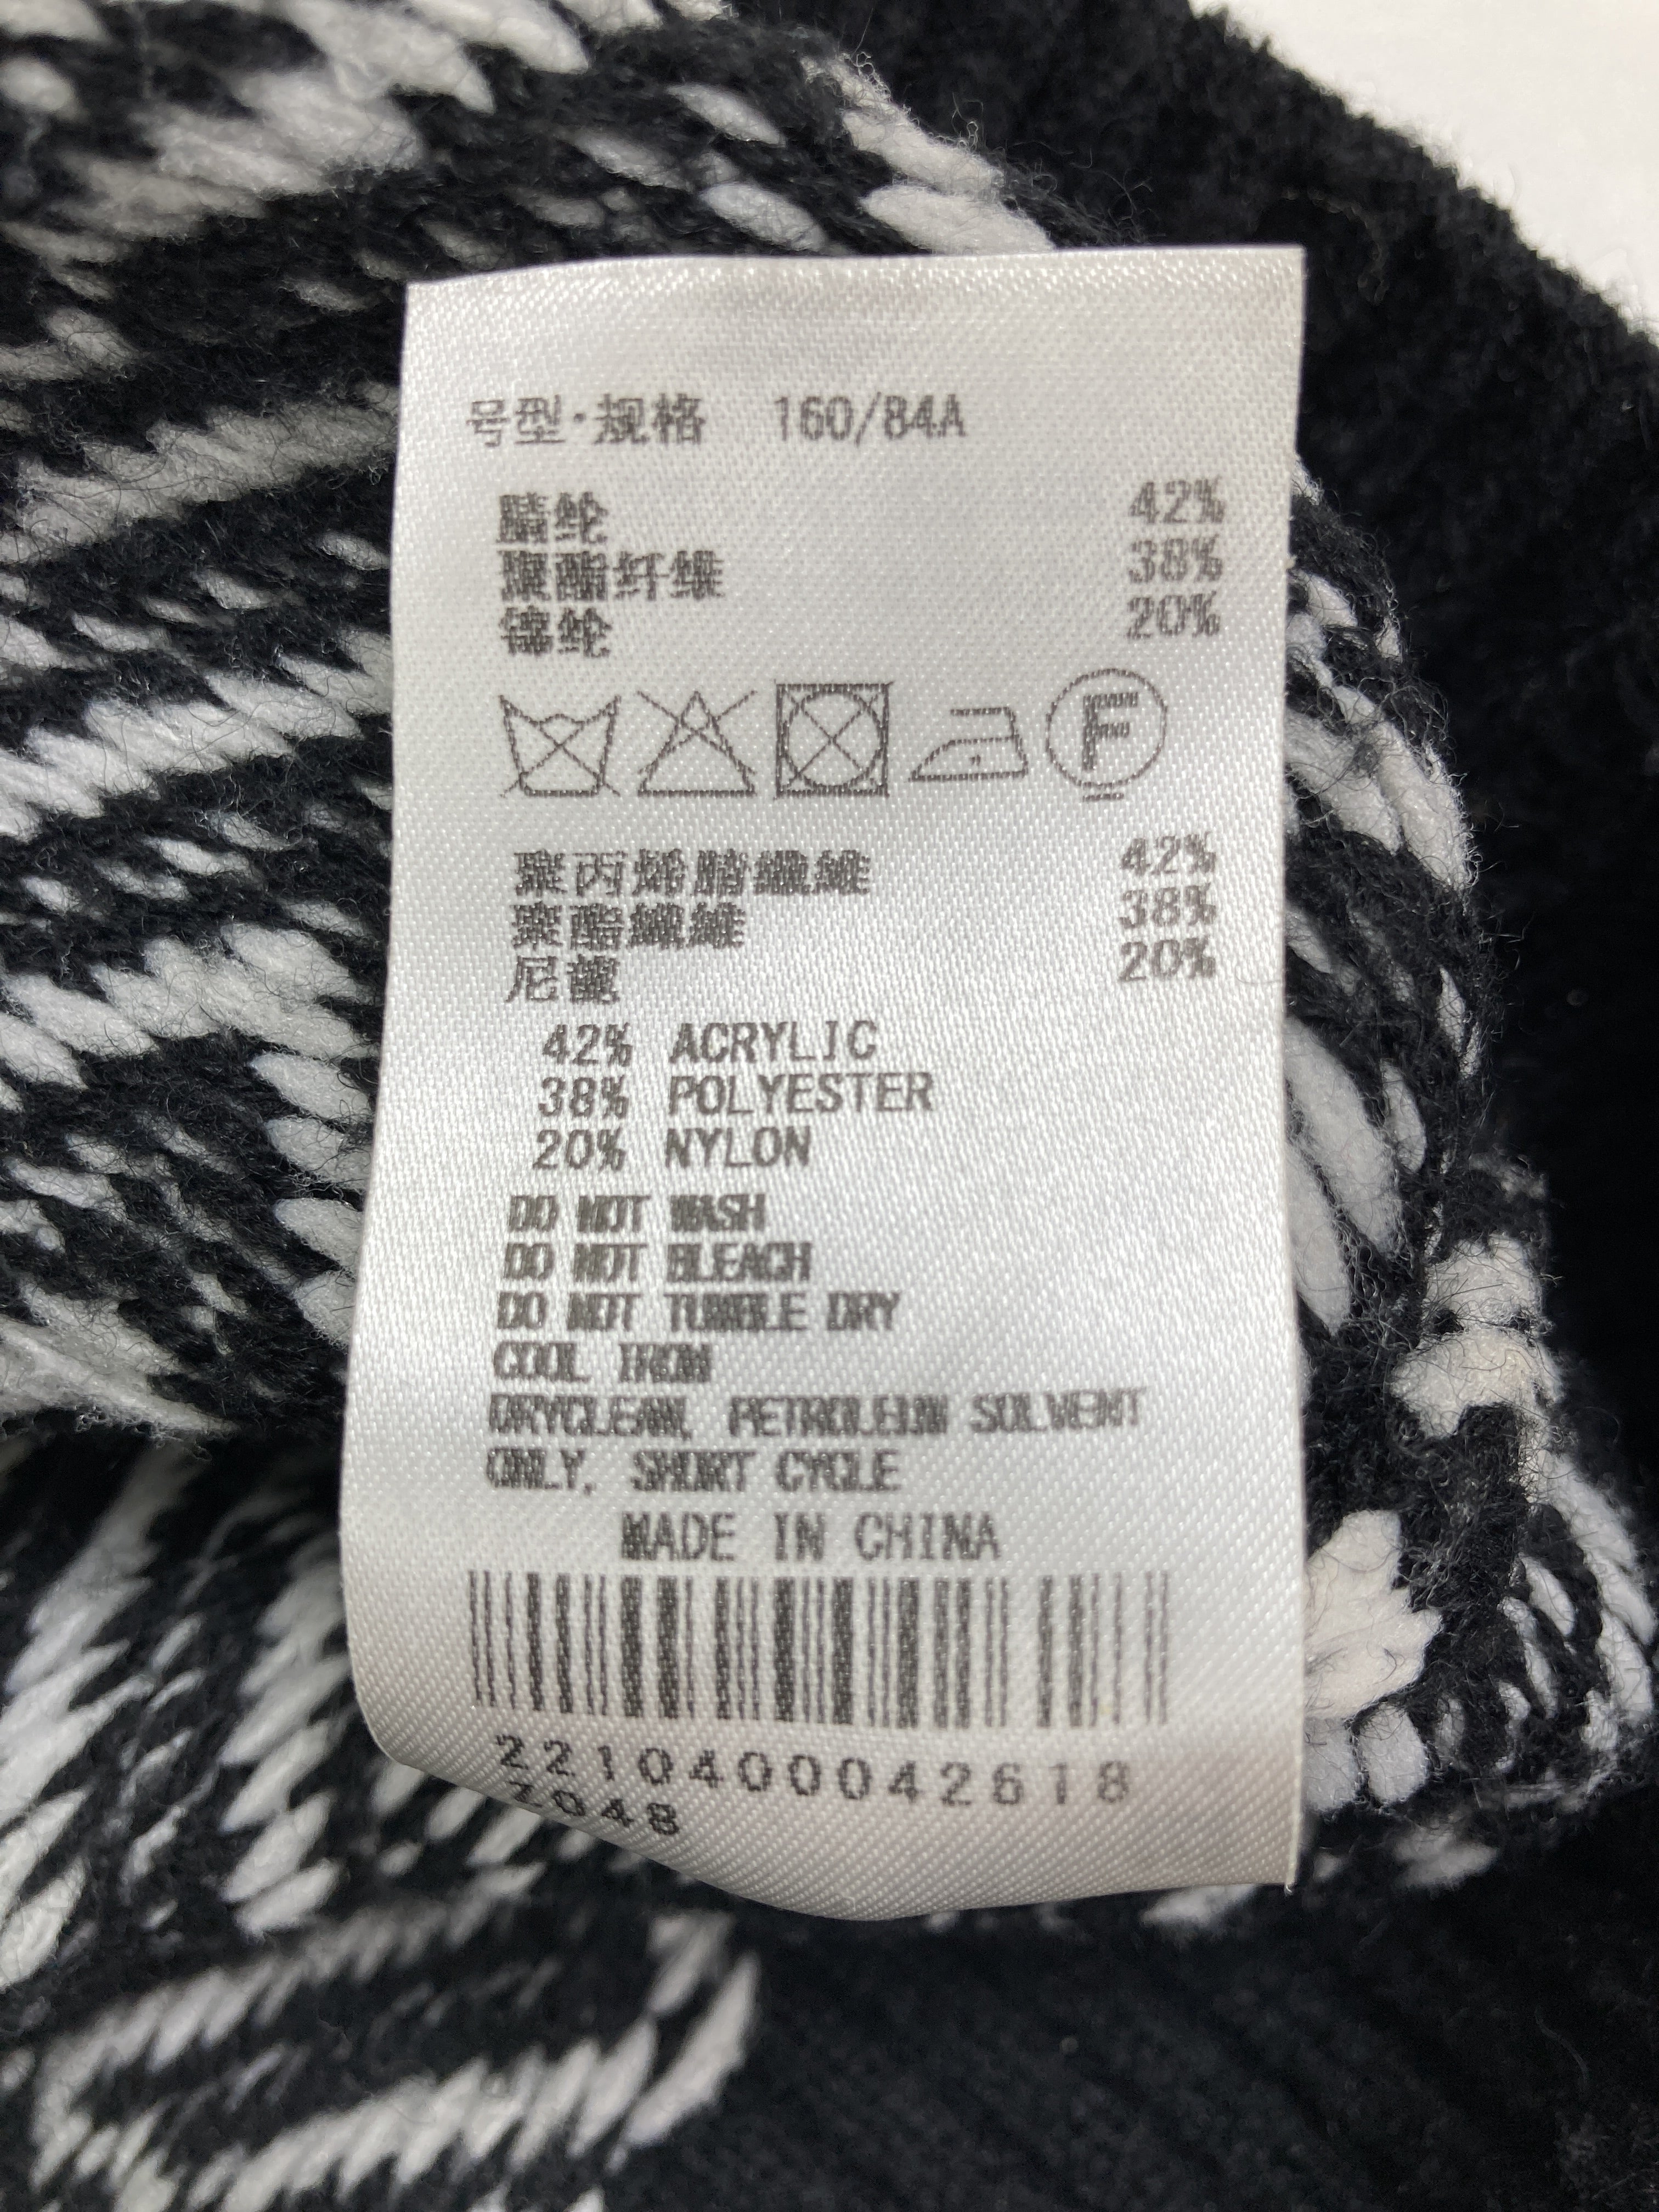 号型·规格 160/84A
腈纶 42%
聚酯纤维 38%
锦纶 20%
F
聚丙烯腈纖維 42%
聚酯纖維 38%
尼龍 20%
42% ACRYLIC
38% POLYESTER
20% NYLON
DO NOT WASH
DO NOT BLEACH
DO NOT TUMBLE DRY
COOL IRON
DRYCLEAN, PETROLEUM SOLVENT
ONLY, SHORT CYCLE
MADE IN CHINA
2210400042618
7048